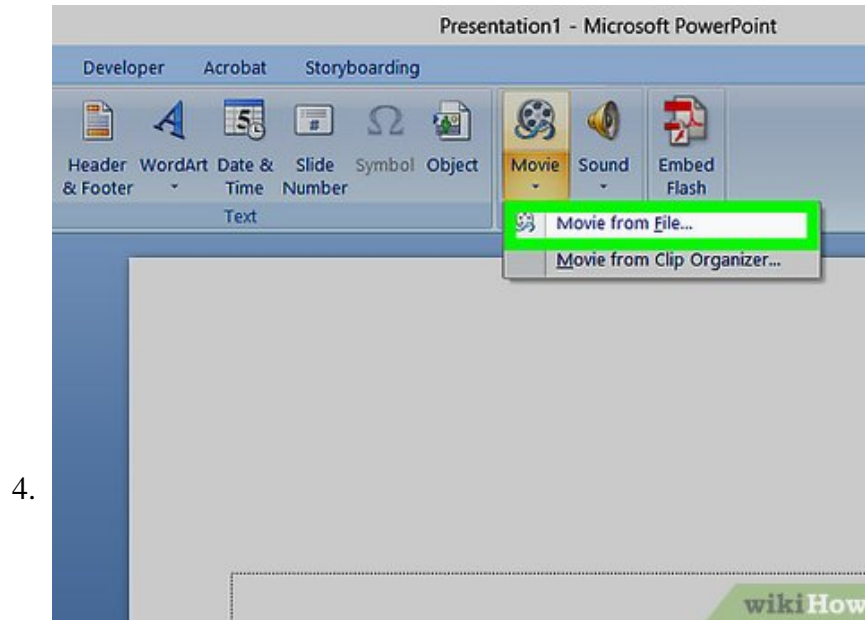 Presentation1 - Microsoft PowerPoint
Developer Acrobat Storyboarding
Header & Footer
WordArt
Date & Time
Slide Number
Symbol
Object
Movie
Sound
Embed Flash
Text
Movie from File...
Movie from Clip Organizer...
4.
wikiHow